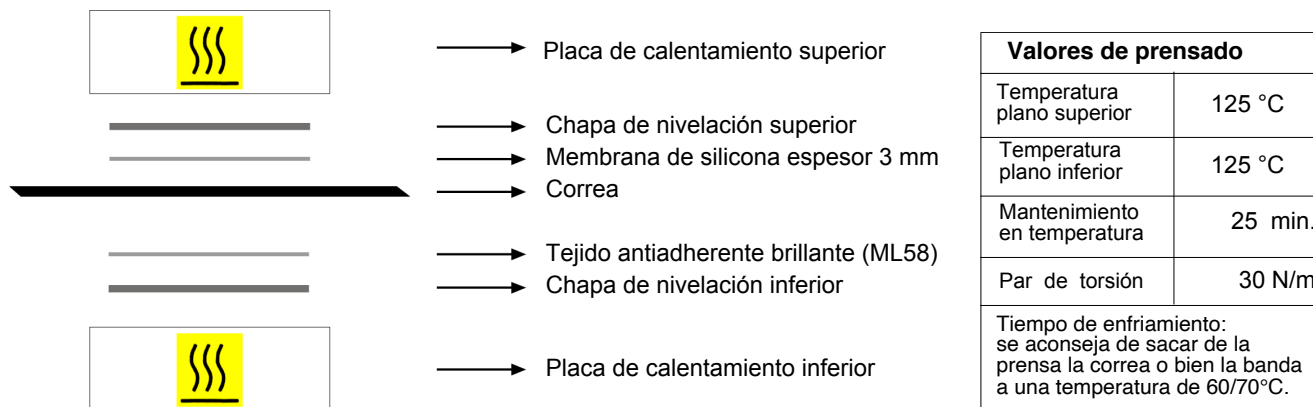 Placa de calentamiento superior
Chapa de nivelación superior
Membrana de silicona espesor 3 mm
Correa
Tejido antiadherente brillante (ML58)
Chapa de nivelación inferior
Placa de calentamiento inferior
Valores de prensado
Temperatura
plano superior
125 °C
Temperatura
plano inferior
125 °C
Mantenimiento
en temperatura
25 min.
Par de torsión
30 N/m
Tiempo de enfriamiento:
se aconseja de sacar de la
prensa la correa o bien la banda
a una temperatura de 60/70°C.